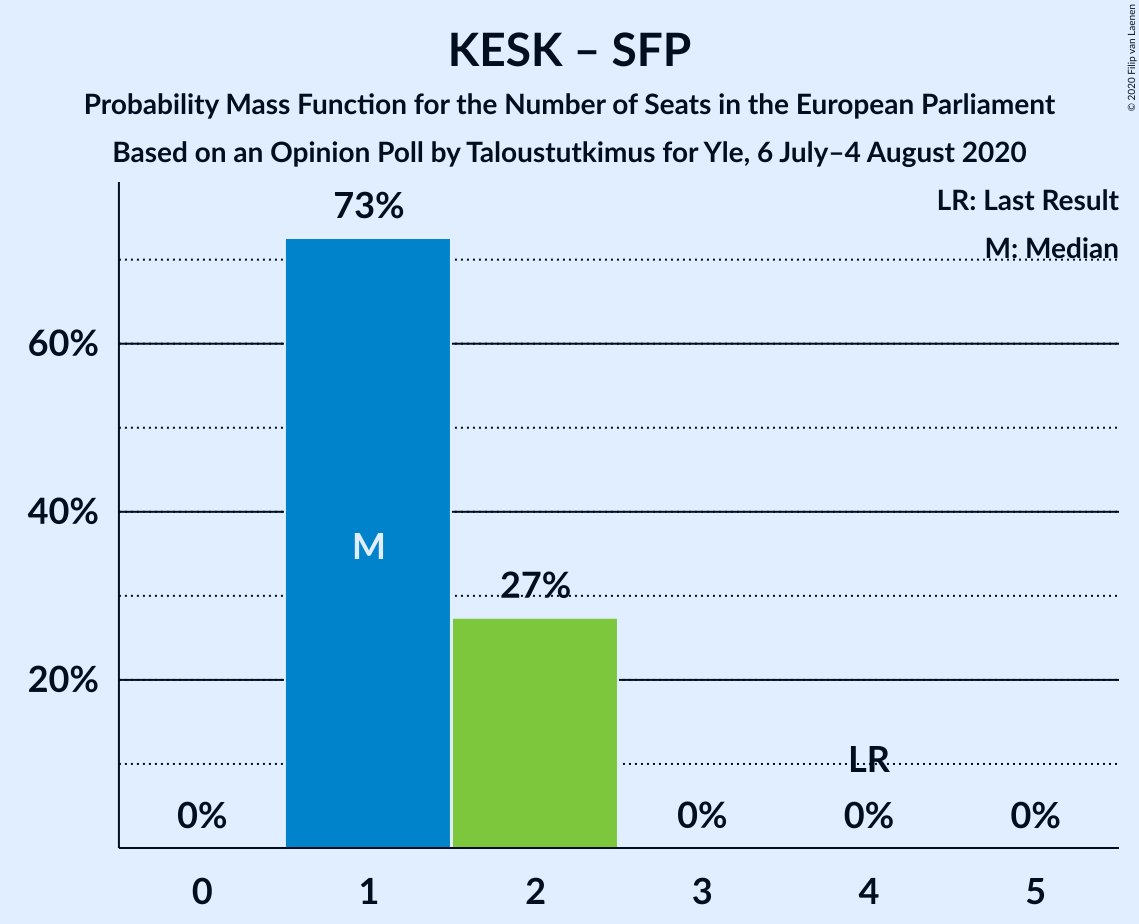 KESK – SFP
Probability Mass Function for the Number of Seats in the European Parliament
Based on an Opinion Poll by Taloustutkimus for Yle, 6 July–4 August 2020
© 2020 Filip van Laenen
LR: Last Result
M: Median
73%
60%
40%
M
27%
20%
LR
0%
0%
0%
0%
0
1
2
3
4
5